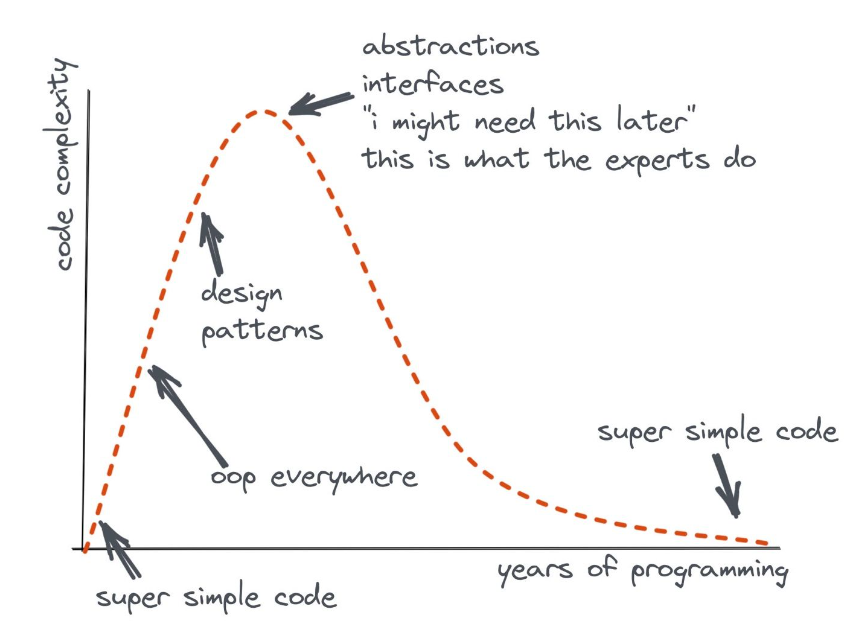 abstractions
interfaces
"i might need this later"
this is what the experts do
code complexity
design
patterns
oop everywhere
super simple code
super simple code
years of programming